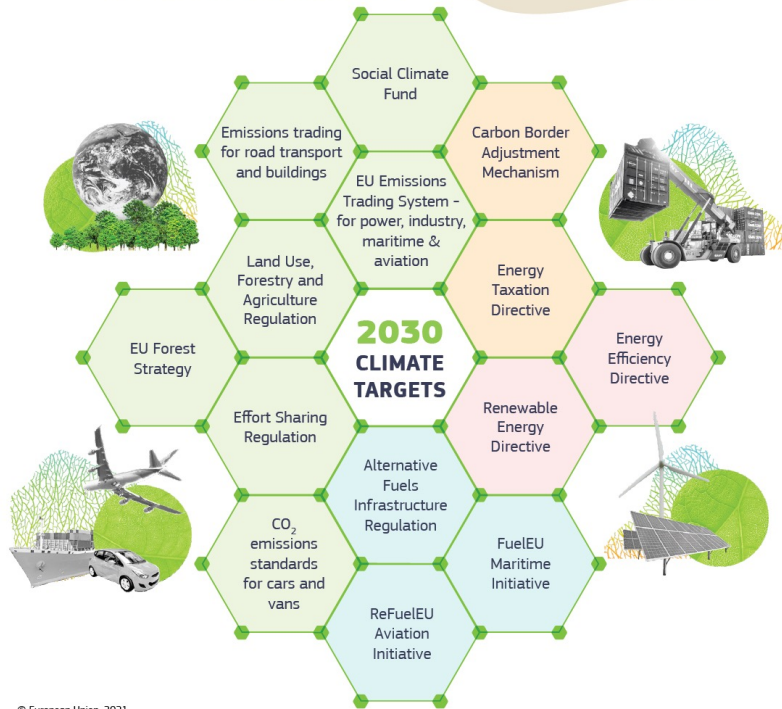 Social Climate
Fund
Emissions trading
for road transport
and buildings
Carbon Border
Adjustment
Mechanism
EU Emissions
Trading System -
for power, industry,
maritime &
aviation
Land Use,
Forestry and
Agriculture
Regulation
Energy
Taxation
Directive
EU Forest
Strategy
2030
CLIMATE
TARGETS
Energy
Efficiency
Directive
Effort Sharing
Regulation
Renewable
Energy
Directive
Alternative
Fuels
Infrastructure
Regulation
CO₂
emissions
standards
for cars and
vans
FuelEU
Maritime
Initiative
ReFuelEU
Aviation
Initiative
© European Union, 2021